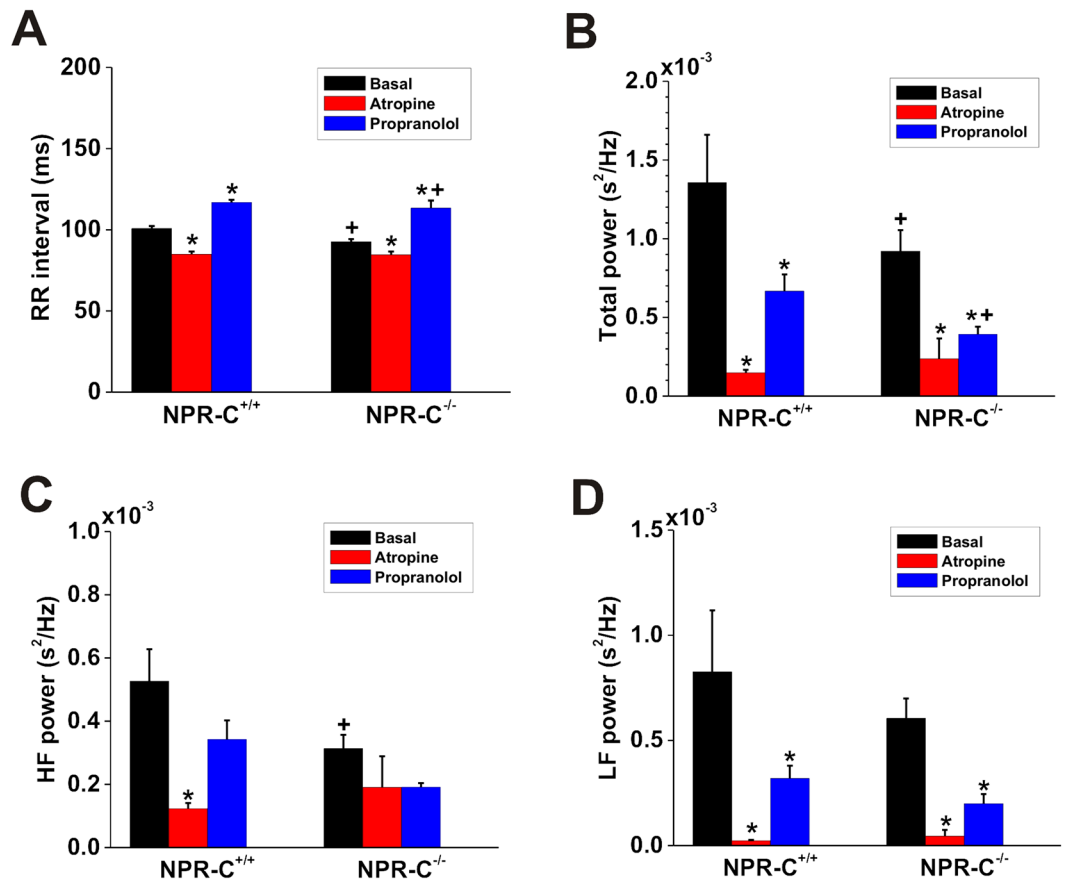 A
200
150
100
50
0
RR interval (ms)
Basal
Atropine
Propranolol
*
*
+
*
*+
NPR-C+/+
NPR-C-/-
B
x10-3
2.0
1.5
1.0
0.5
0.0
Total power (s2/Hz)
Basal
Atropine
Propranolol
*
*
+
*
*+
NPR-C+/+
NPR-C-/-
C
x10-3
1.0
0.8
0.6
0.4
0.2
0.0
HF power (s2/Hz)
Basal
Atropine
Propranolol
*
+
NPR-C+/+
NPR-C-/-
D
x10-3
1.5
1.0
0.5
0.0
LF power (s2/Hz)
Basal
Atropine
Propranolol
*
*
*
*
NPR-C+/+
NPR-C-/-